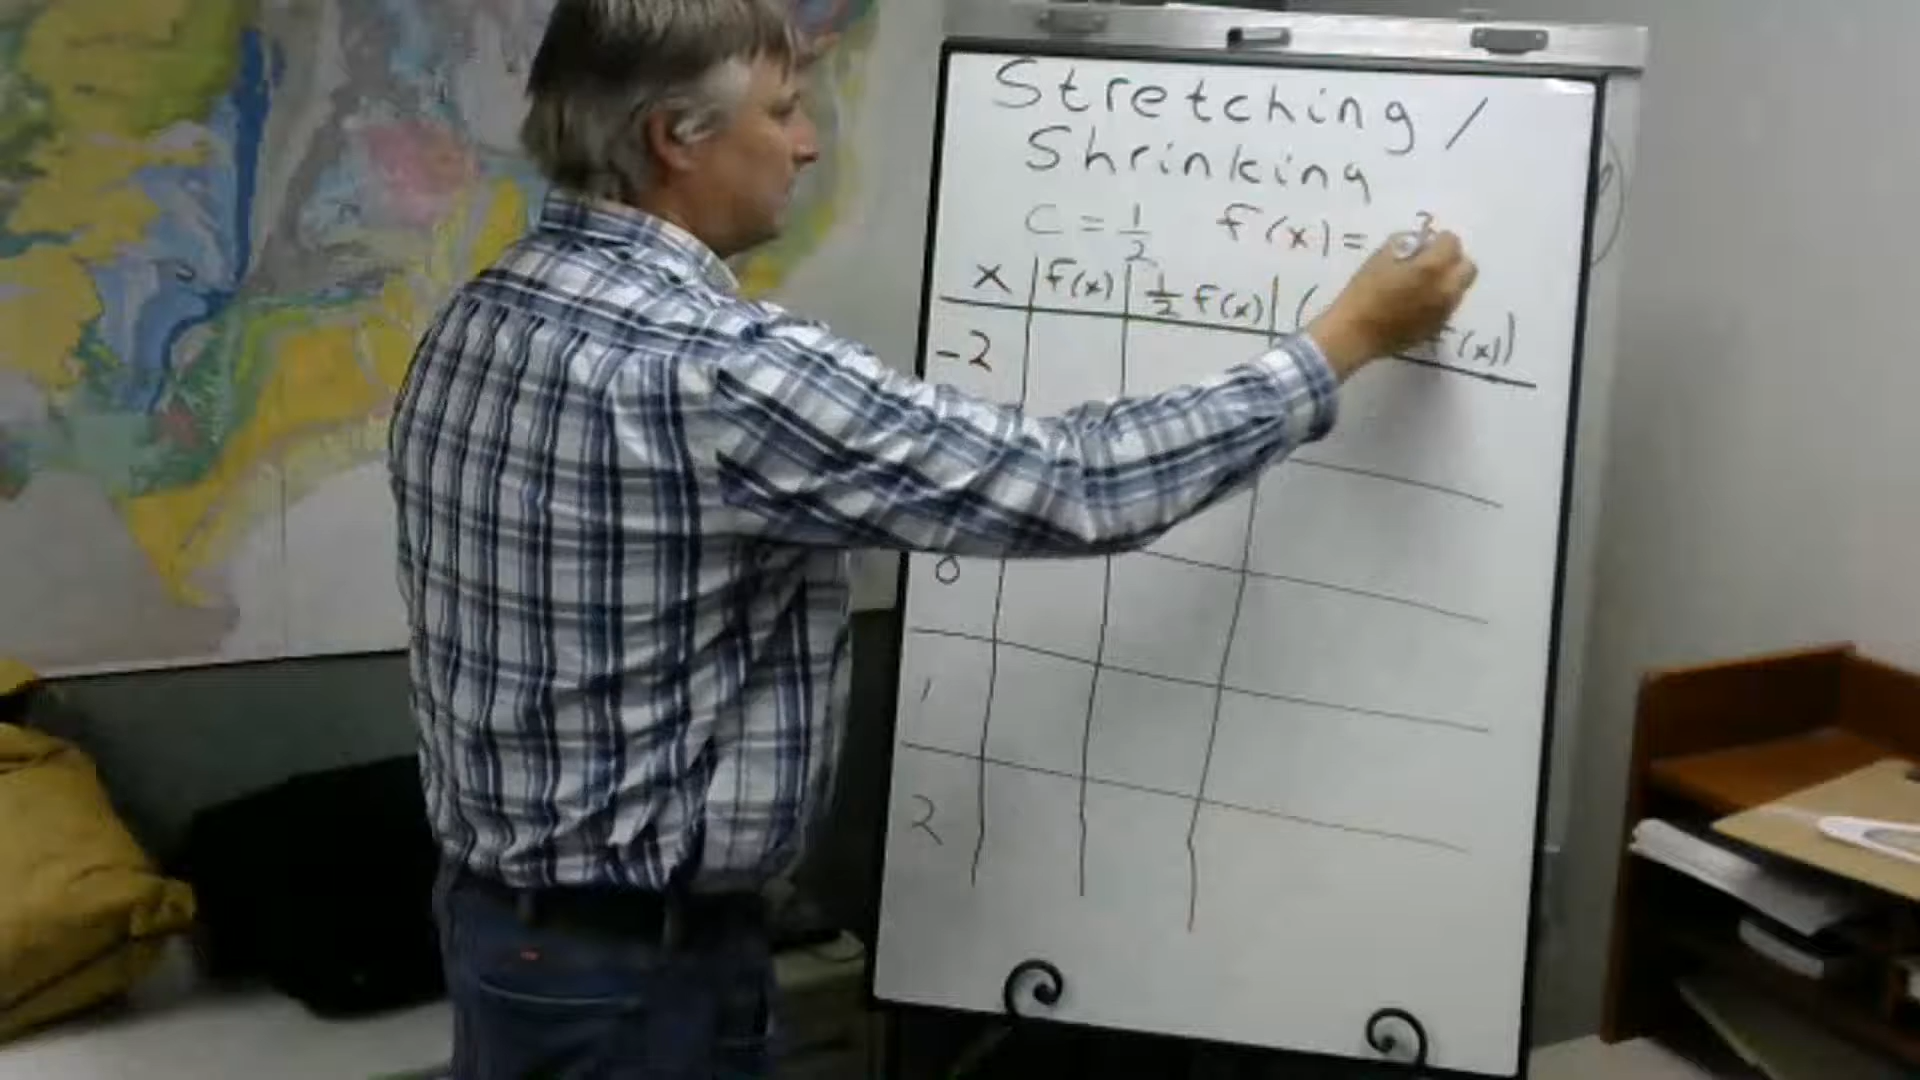 Stretching /
Shrinking
C = 1/2 f(x) =
x f(x) 1/2 f(x) ( f(x))
-2
0
1
2